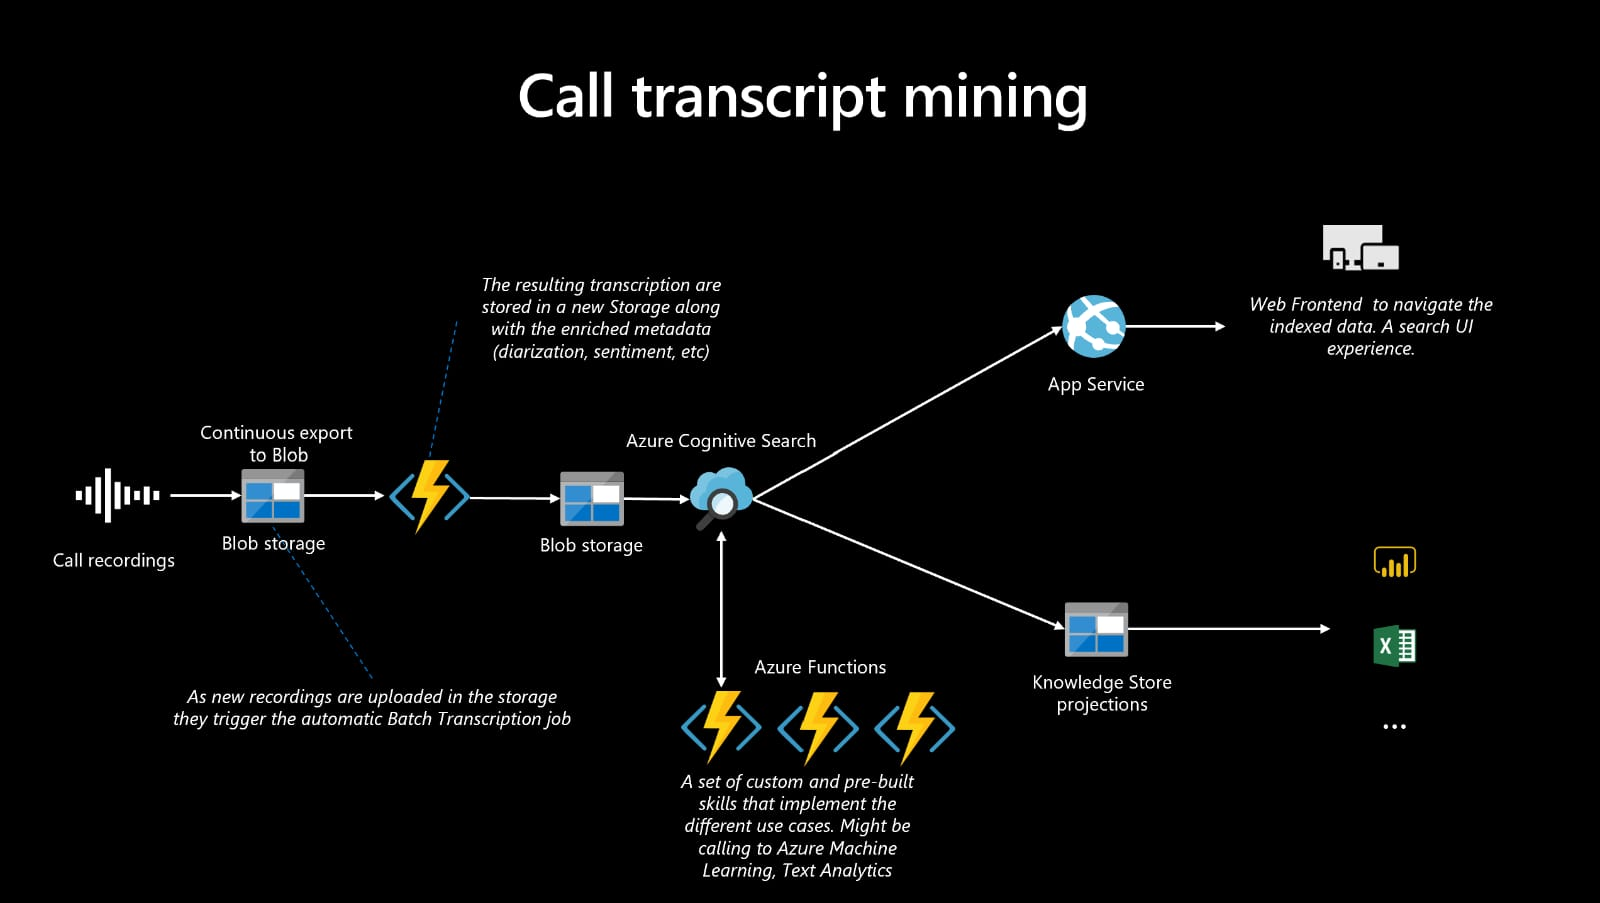 Call transcript mining
The resulting transcription are
stored in a new Storage along
with the enriched metadata
(diarization, sentiment, etc)
Web Frontend  to navigate the
indexed data. A search UI
experience.
App Service
Continuous export
to Blob
Azure Cognitive Search
Blob storage
Blob storage
Call recordings
As new recordings are uploaded in the storage
they trigger the automatic Batch Transcription job
Azure Functions
Knowledge Store
projections
X
...
A set of custom and pre-built
skills that implement the
different use cases. Might be
calling to Azure Machine
Learning, Text Analytics